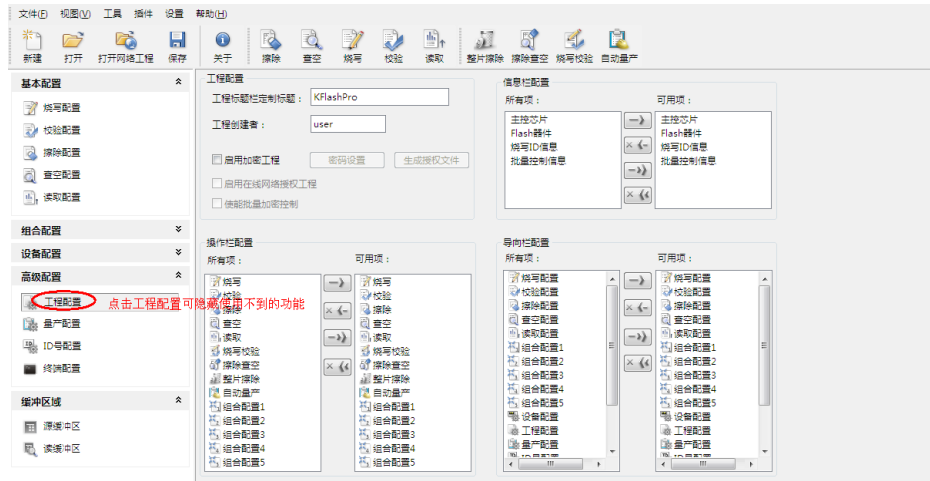 文件(F) 视图(V) 工具 插件 设置 帮助(H)
新建 打开 打开网络工程 保存 关于 擦除 查空 烧写 校验 读取 整片擦除 擦除查空 烧写校验 自动量产
基本配置
烧写配置
校验配置
擦除配置
查空配置
读取配置
组合配置
设备配置
高级配置
工程配置
点击工程配置可隐藏使用不到的功能
量产配置
ID号配置
终端配置
缓冲区域
源缓冲区
读缓冲区
工程配置
工程标题栏定制标题： KFlashPro
工程创建者： user
启用加密工程 密码设置 生成授权文件
启用在线网络授权工程
使能批量加密控制
信息栏配置
所有项： 可用项：
主控芯片 主控芯片
Flash器件 Flash器件
烧写ID信息 烧写ID信息
批量控制信息 批量控制信息
操作栏配置
所有项： 可用项：
烧写 烧写
校验 校验
擦除 擦除
查空 查空
读取 读取
烧写校验 烧写校验
擦除查空 擦除查空
整片擦除 整片擦除
自动量产 自动量产
组合配置1 组合配置1
组合配置2 组合配置2
组合配置3 组合配置3
组合配置4 组合配置4
组合配置5 组合配置5
导向栏配置
所有项： 可用项：
烧写配置 烧写配置
校验配置 校验配置
擦除配置 擦除配置
查空配置 查空配置
读取配置 读取配置
组合配置1 组合配置1
组合配置2 组合配置2
组合配置3 组合配置3
组合配置4 组合配置4
组合配置5 组合配置5
设备配置 设备配置
工程配置 工程配置
量产配置 量产配置
ID号配置 ID号配置